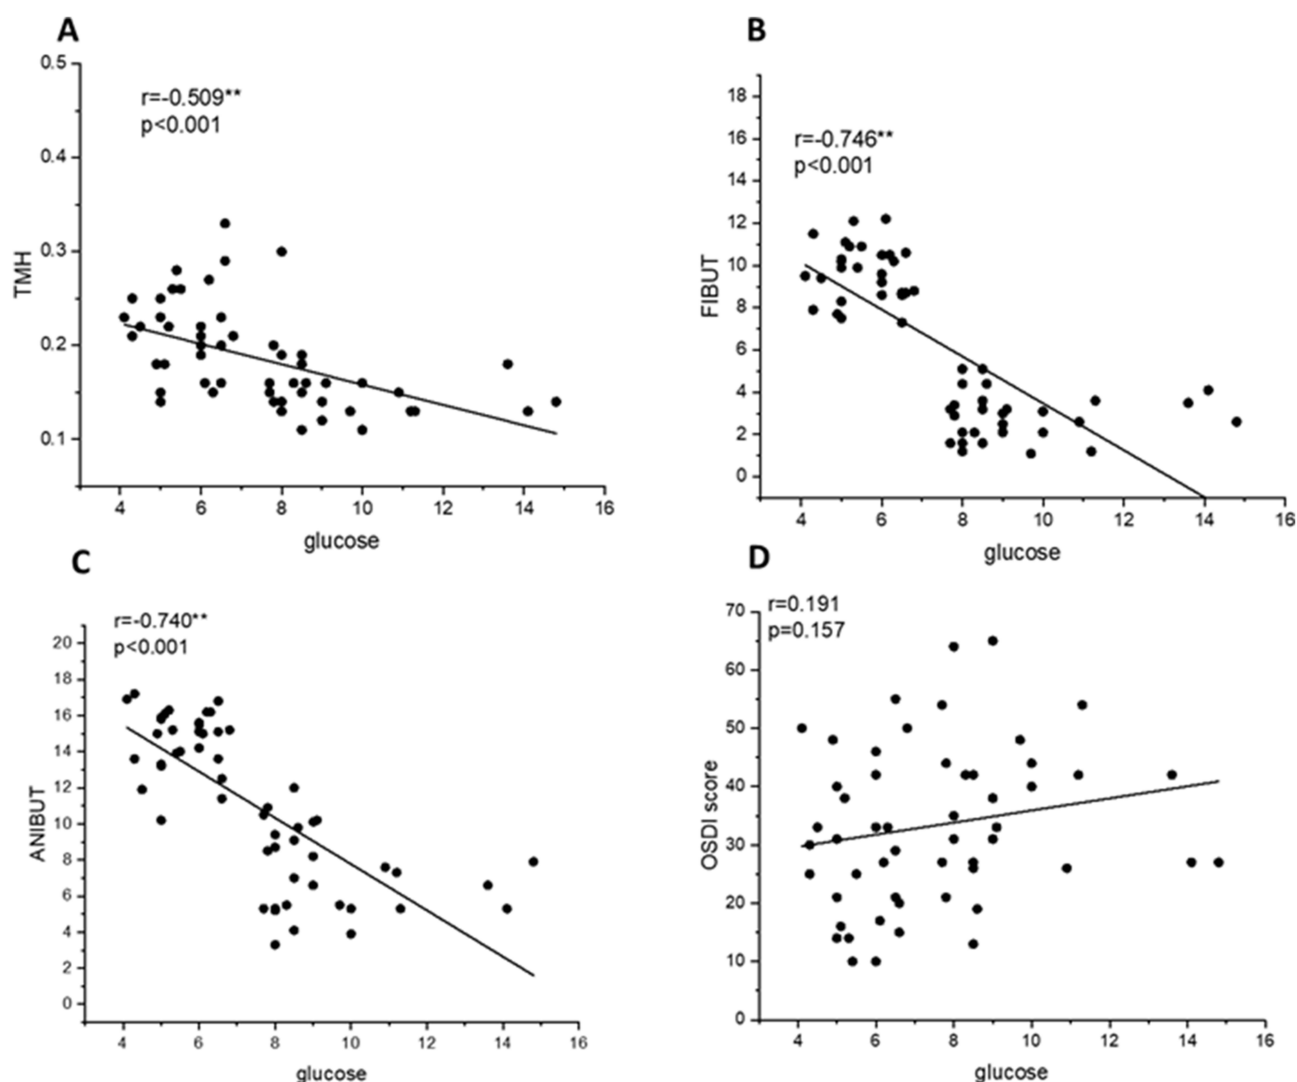 A
r=-0.509**
p<0.001
0.5
0.4
0.3
0.2
0.1
TMH
4 6 8 10 12 14 16
glucose
B
r=-0.746**
p<0.001
18
16
14
12
10
8
6
4
2
0
FIBUT
4 6 8 10 12 14 16
glucose
C
r=-0.740**
p<0.001
20
18
16
14
12
10
8
6
4
2
0
ANIBUT
4 6 8 10 12 14 16
glucose
D
r=0.191
p=0.157
70
60
50
40
30
20
10
0
OSDI score
4 6 8 10 12 14 16
glucose